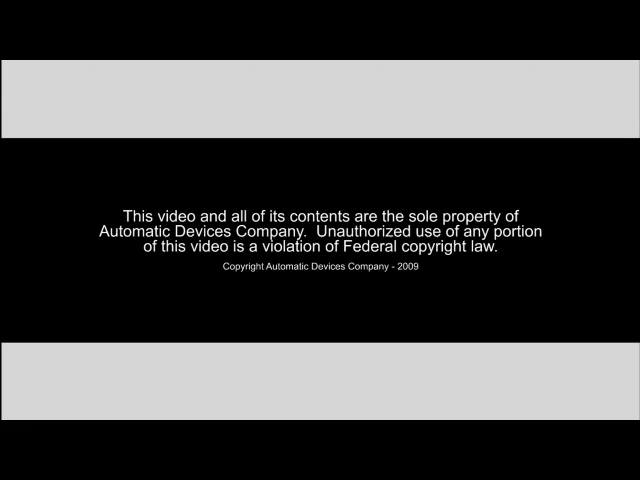 This video and all of its contents are the sole property of
Automatic Devices Company.  Unauthorized use of any portion
of this video is a violation of Federal copyright law.
Copyright Automatic Devices Company - 2009